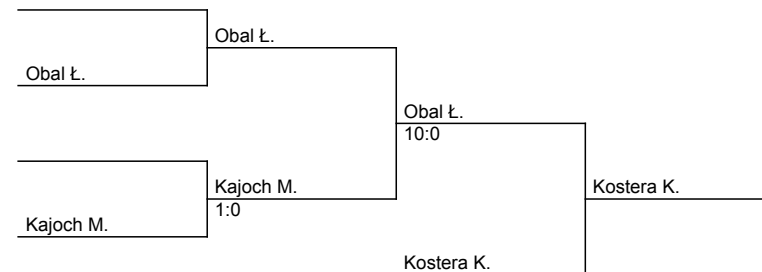 Obal Ł.
Obal Ł.
Obal Ł.
10:0
Kajoch M.
Kostera K.
1:0
Kajoch M.
Kostera K.